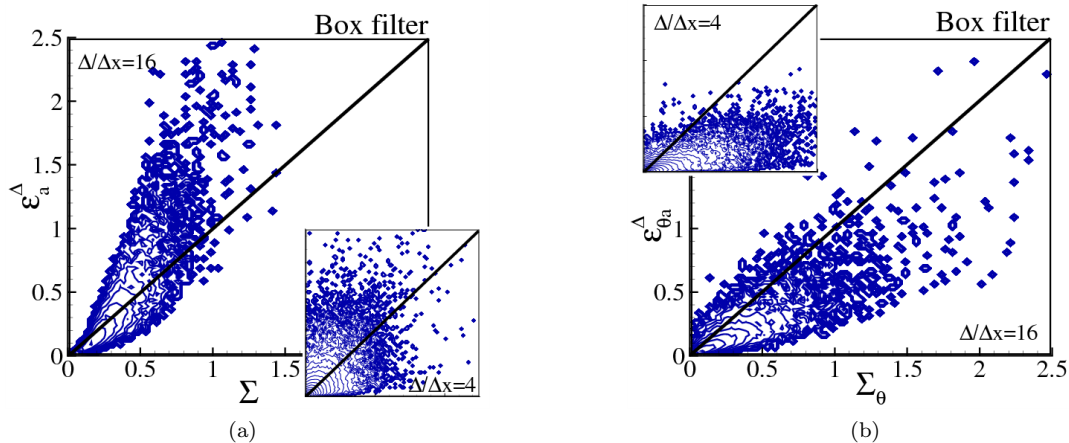 Box filter
2.5
Δ/Δx=16
2
1.5
ε_a^Δ
1
0.5
0
0 0.5 1 1.5
Σ
Δ/Δx=4
(a)
Box filter
Δ/Δx=4
1
ε_θa^Δ
0.5
0
Δ/Δx=16
0 0.5 1 1.5 2 2.5
Σ_θ
(b)